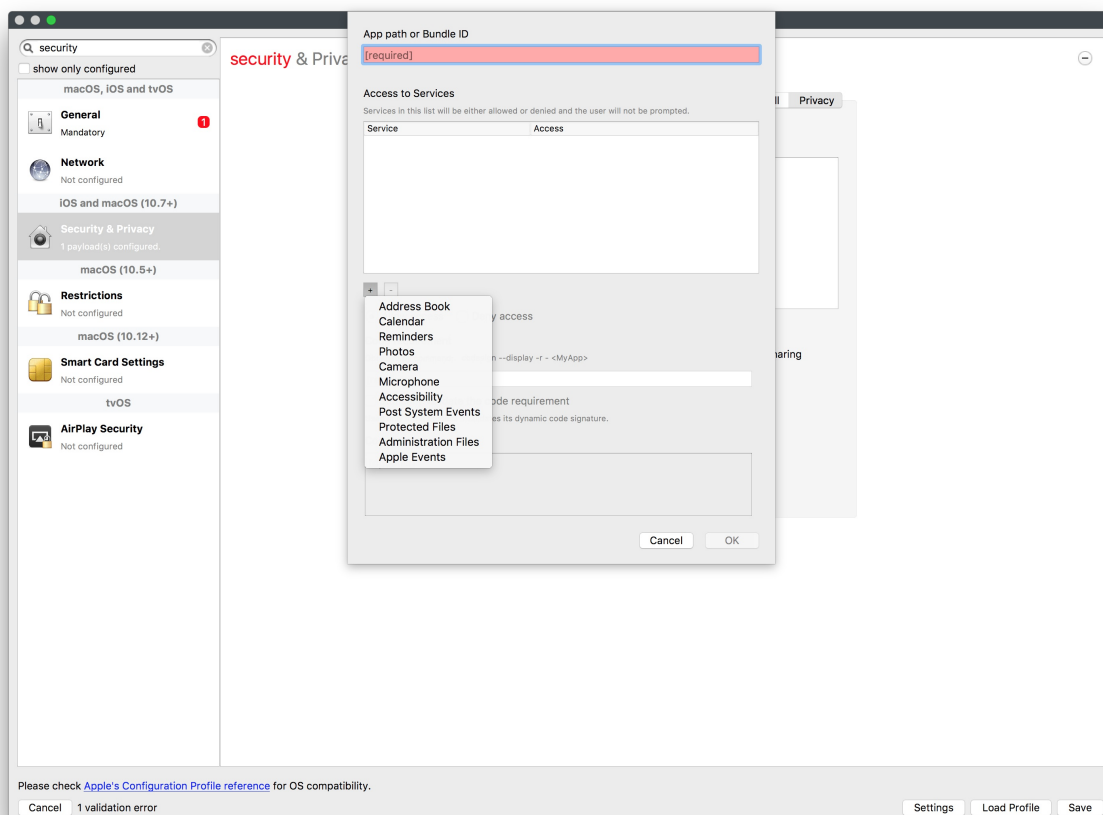 security
show only configured
macOS, iOS and tvOS
General
Mandatory
1
Network
Not configured
iOS and macOS (10.7+)
Security & Privacy
1 payload(s) configured.
macOS (10.5+)
Restrictions
Not configured
macOS (10.12+)
Smart Card Settings
Not configured
tvOS
AirPlay Security
Not configured
security & Priva
Privacy
haring
App path or Bundle ID
[required]
Access to Services
Services in this list will be either allowed or denied and the user will not be prompted.
Service Access
+ -
Address Book
Calendar
Reminders
Photos
Camera
Microphone
Accessibility
Post System Events
Protected Files
Administration Files
Apple Events
y access
n --display -r - <MyApp>
ode requirement
es its dynamic code signature.
Cancel OK
Please check Apple's Configuration Profile reference for OS compatibility.
Cancel 1 validation error Settings Load Profile Save